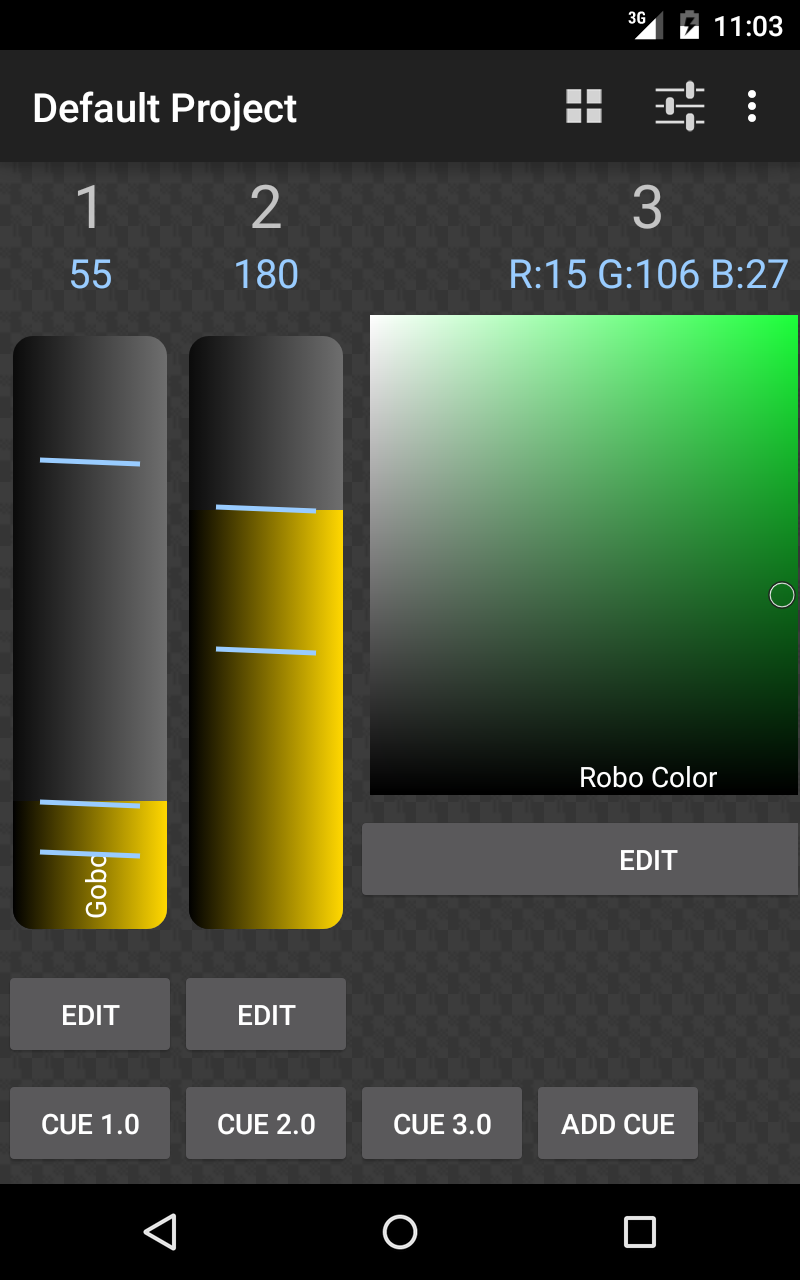 3G 11:03
Default Project
1 2 3
55 180 R:15 G:106 B:27
Robo Color
Gobo
EDIT
EDIT EDIT
CUE 1.0 CUE 2.0 CUE 3.0 ADD CUE